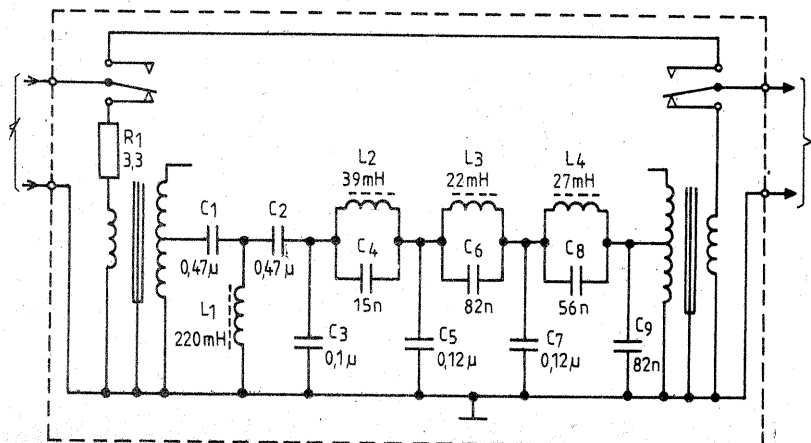 R1
3,3
L2
39mH
L3
22mH
L4
27mH
C1
0,47µ
C2
0,47µ
C4
15n
C6
82n
C8
56n
L1
220mH
C3
0,1µ
C5
0,12µ
C7
0,12µ
C9
82n